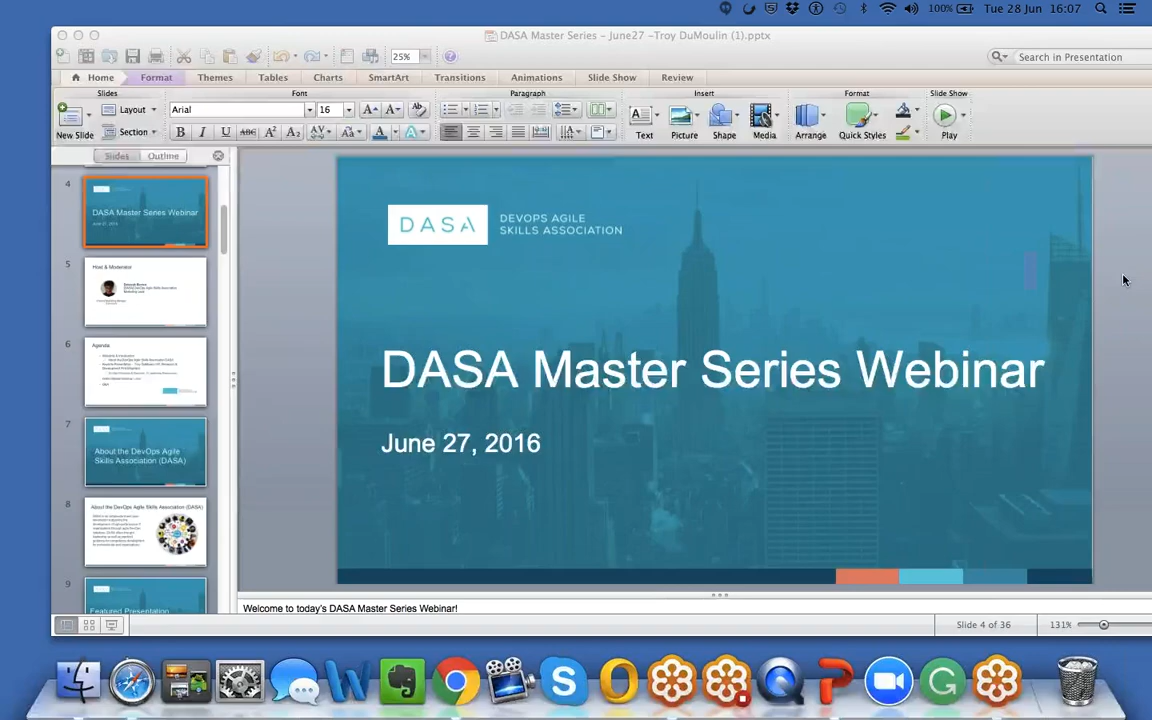 100% Tue 28 Jun 16:07
DASA Master Series - June27 -Troy DuMoulin (1).pptx
25% Search in Presentation
Home Format Themes Tables Charts SmartArt Transitions Animations Slide Show Review
Slides Font Paragraph Insert Format Slide Show
New Slide Layout Section Arial 16 Text Picture Shape Media Arrange Quick Styles Play
B I U ABC A² A₂
Slides Outline
4
DASA Master Series Webinar
5
Host & Moderator
6
Agenda
7
About the DevOps Agile
Skills Association (DASA)
8
About the DevOps Agile Skills Association (DASA)
9
Featured Presentation
DASA
DEVOPS AGILE
SKILLS ASSOCIATION
DASA Master Series Webinar
June 27, 2016
Welcome to today's DASA Master Series Webinar!
Slide 4 of 36 131%